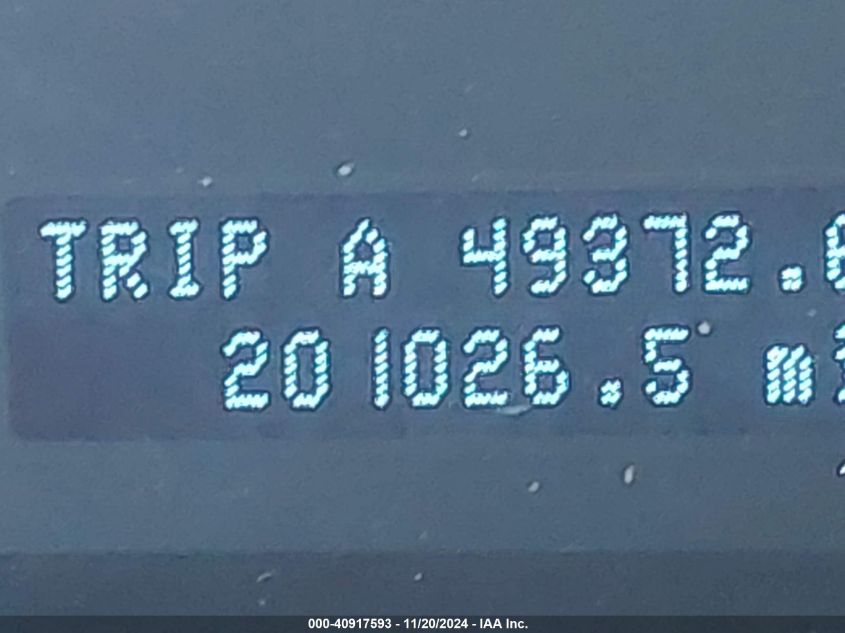 TRIP A 49372.
201026.5 mi
000-40917593 - 11/20/2024 - IAA Inc.